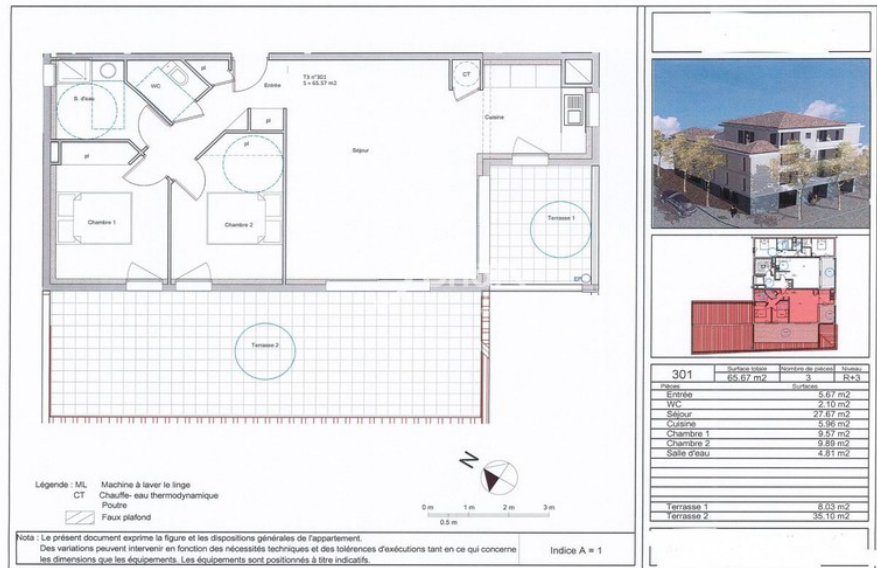 T3 n°301
S = 65.37 m2
pl
WC
Entrée
CT
S. d'eau
Cuisine
pl
pl
pl
Séjour
Chambre 1
Chambre 2
Terrasse 1
EP
Terrasse 2
N
Légende : ML Machine à laver le linge
CT Chauffe- eau thermodynamique
Poutre
Faux plafond
0 m 1 m 2 m 3m
0.5 m
Nota : Le présent document exprime la figure et les dispositions générales de l'appartement.
Des variations peuvent intervenir en fonction des nécessités techniques et des tolérences d'exécutions tant en ce qui concerne
les dimensions que les équipements. Les équipements sont positionnés à titre indicatifs.
Indice A = 1
301 Surface totale Nombre de pièces Niveau
65.67 m2 3 R+3
Pièces Surfaces
Entrée 5.67 m2
WC 2.10 m2
Séjour 27.67 m2
Cuisine 5.96 m2
Chambre 1 9.57 m2
Chambre 2 9.89 m2
Salle d'eau 4.81 m2
Terrasse 1 8.03 m2
Terrasse 2 35.10 m2